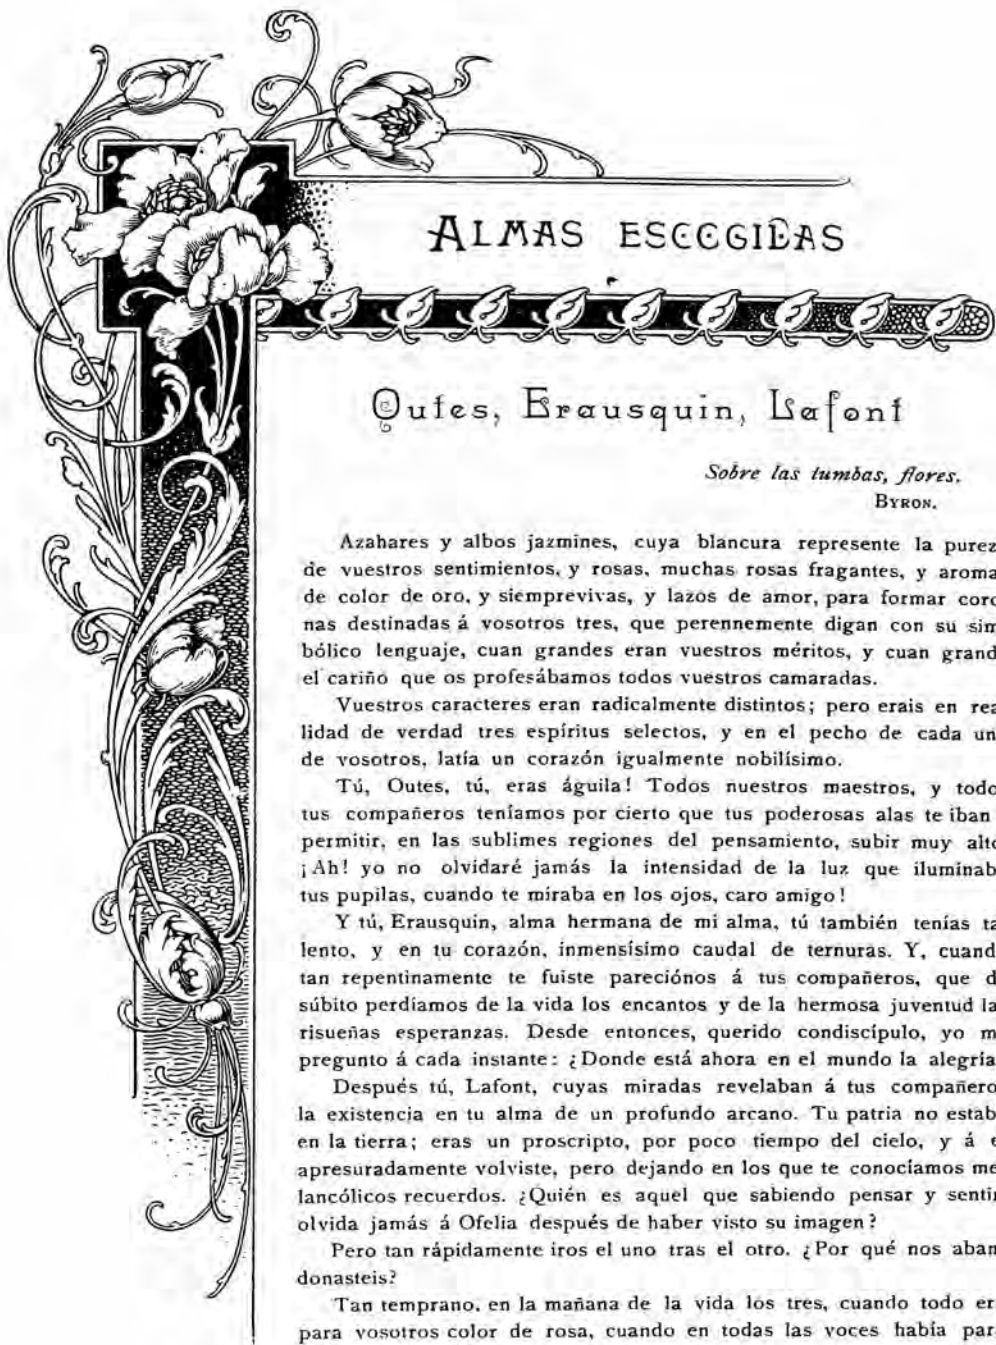 ALMAS ESCOGIDAS
Outes, Erausquin, Lafont
Sobre las tumbas, flores.
BYRON.
Azahares y albos jazmines, cuya blancura represente la purez
de vuestros sentimientos, y rosas, muchas rosas fragantes, y aroma
de color de oro, y siemprevivas, y lazos de amor, para formar coro
nas destinadas á vosotros tres, que perennemente digan con su sim
bólico lenguaje, cuan grandes eran vuestros méritos, y cuan grand
el cariño que os profesábamos todos vuestros camaradas.
Vuestros caracteres eran radicalmente distintos; pero erais en rea
lidad de verdad tres espíritus selectos, y en el pecho de cada un
de vosotros, latía un corazón igualmente nobilísimo.
Tú, Outes, tú, eras águila! Todos nuestros maestros, y todo
tus compañeros teníamos por cierto que tus poderosas alas te iban
permitir, en las sublimes regiones del pensamiento, subir muy alto
¡Ah! yo no olvidaré jamás la intensidad de la luz que iluminab
tus pupilas, cuando te miraba en los ojos, caro amigo!
Y tú, Erausquin, alma hermana de mi alma, tú también tenías ta
lento, y en tu corazón, inmensísimo caudal de ternuras. Y, cuand
tan repentinamente te fuiste pareciónos á tus compañeros, que d
súbito perdíamos de la vida los encantos y de la hermosa juventud la
risueñas esperanzas. Desde entonces, querido condiscípulo, yo m
pregunto á cada instante: ¿Donde está ahora en el mundo la alegría
Después tú, Lafont, cuyas miradas revelaban á tus compañero
la existencia en tu alma de un profundo arcano. Tu patria no estab
en la tierra; eras un proscripto, por poco tiempo del cielo, y á é
apresuradamente volviste, pero dejando en los que te conocíamos me
lancólicos recuerdos. ¿Quién es aquel que sabiendo pensar y sentir
olvida jamás á Ofelia después de haber visto su imagen?
Pero tan rápidamente iros el uno tras el otro. ¿Por qué nos aban
donasteis?
Tan temprano, en la mañana de la vida los tres, cuando todo er
para vosotros color de rosa, cuando en todas las voces había par